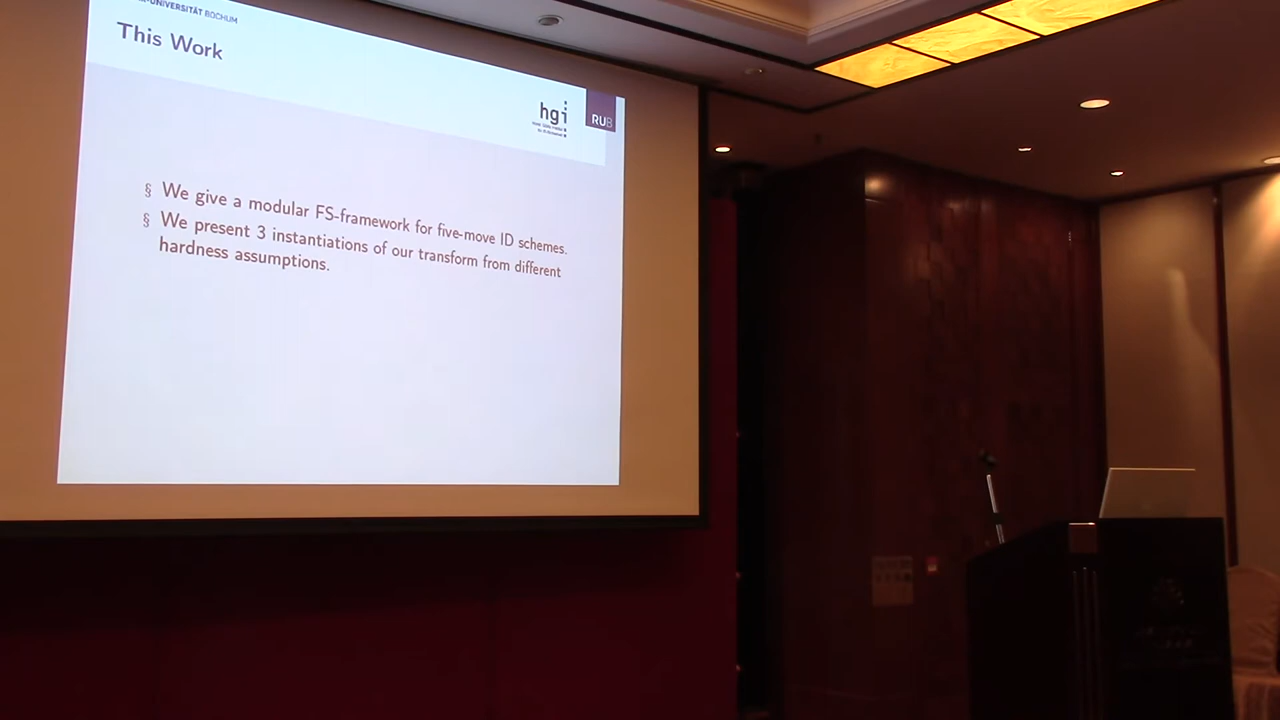 UNIVERSITÄT BOCHUM
This Work
hgi
RUB
§ We give a modular FS-framework for five-move ID schemes.
§ We present 3 instantiations of our transform from different
hardness assumptions.